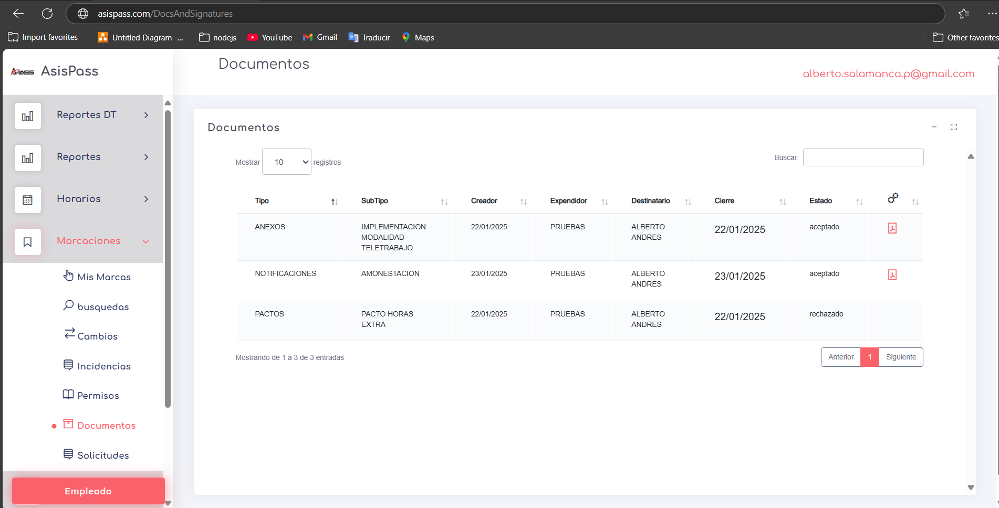 asispass.com/DocsAndSignatures
Import favorites
Untitled Diagram -...
nodejs
YouTube
Gmail
Traducir
Maps
Other favorites
APASS AsisPass
Documentos
alberto.salamanca.p@gmail.com
Reportes DT
Reportes
Horarios
Marcaciones
Mis Marcas
busquedas
Cambios
Incidencias
Permisos
Documentos
Solicitudes
Empleado
Documentos
Mostrar 10 registros
Buscar:
Tipo SubTipo Creador Expendidor Destinatario Cierre Estado
ANEXOS IMPLEMENTACION 22/01/2025 PRUEBAS ALBERTO 22/01/2025 aceptado
MODALIDAD ANDRES
TELETRABAJO
NOTIFICACIONES AMONESTACION 23/01/2025 PRUEBAS ALBERTO 23/01/2025 aceptado
ANDRES
PACTOS PACTO HORAS 22/01/2025 PRUEBAS ALBERTO 22/01/2025 rechazado
EXTRA ANDRES
Mostrando de 1 a 3 de 3 entradas
Anterior 1 Siguiente